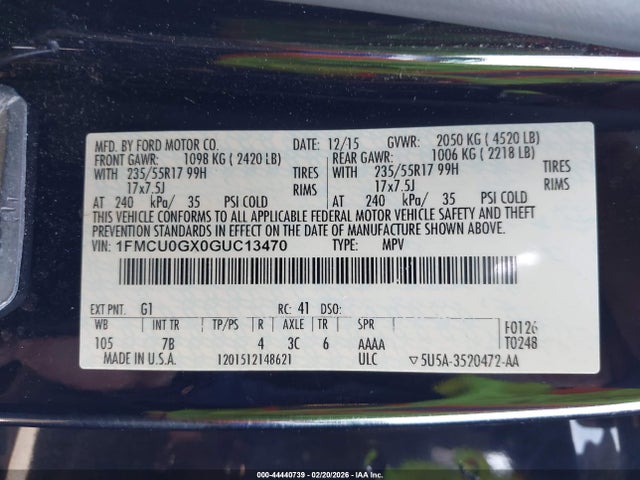 MFD. BY FORD MOTOR CO. DATE: 12/15 GVWR: 2050 KG ( 4520 LB)
FRONT GAWR: 1098 KG ( 2420 LB) REAR GAWR: 1006 KG ( 2218 LB)
WITH 235/55R17 99H TIRES WITH 235/55R17 99H TIRES
17x7.5J RIMS 17x7.5J RIMS
AT 240 kPa/ 35 PSI COLD AT 240 kPa/ 35 PSI COLD
THIS VEHICLE CONFORMS TO ALL APPLICABLE FEDERAL MOTOR VEHICLE SAFETY AND THEFT
PREVENTION STANDARDS IN EFFECT ON THE DATE OF MANUFACTURE SHOWN ABOVE.
VIN: 1FMCU0GX0GUC13470 TYPE: MPV
EXT PNT: G1 RC: 41 DSO:
WB INT TR TP/PS R AXLE TR SPR F0126
105 7B 4 3C 6 AAAA T0248
MADE IN U.S.A. 1201512148621 ULC ▽5U5A-3520472-AA
000-44440739 - 02/20/2026 - IAA Inc.